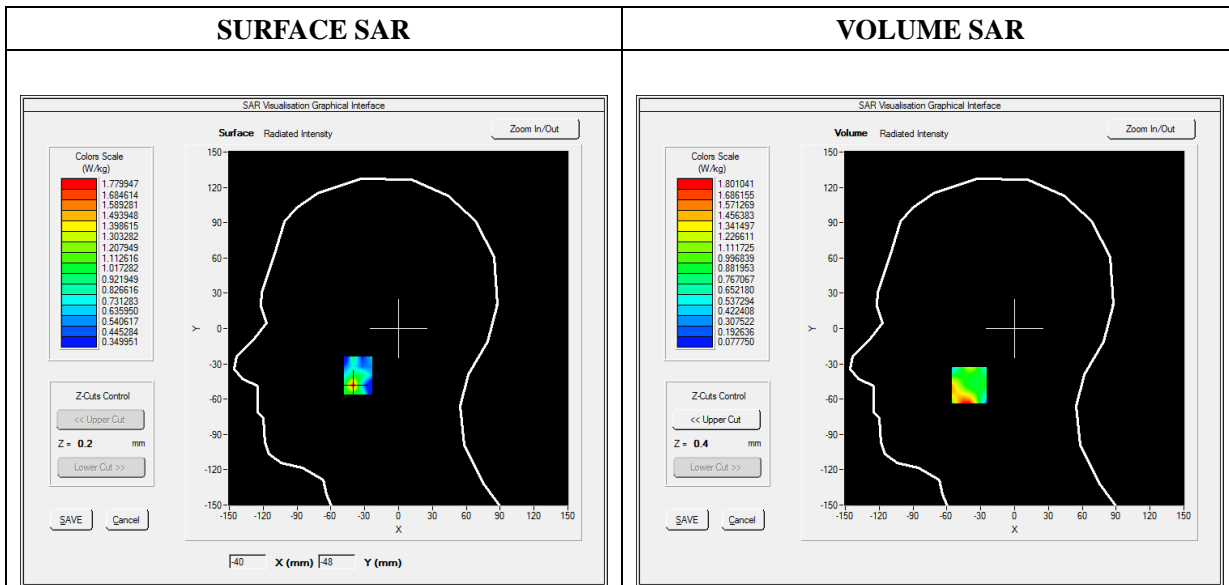 SURFACE SAR
VOLUME SAR
SAR Visualisation Graphical Interface
Surface Radiated Intensity
Zoom In/Out
Colors Scale
(W/kg)
1.779947
1.684614
1.589281
1.493948
1.398615
1.303282
1.207949
1.112616
1.017282
0.921949
0.826616
0.731283
0.635950
0.540617
0.445284
0.349951
Z-Cuts Control
<< Upper Cut
Z = 0.2 mm
Lower Cut >>
SAVE Cancel
150
120
90
60
30
0
-30
-60
-90
-120
-150
Y
-150 -120 -90 -60 -30 0 30 60 90 120 150
X
-40 X (mm) -48 Y (mm)
SAR Visualisation Graphical Interface
Volume Radiated Intensity
Zoom In/Out
Colors Scale
(W/kg)
1.801041
1.686155
1.571269
1.456383
1.341497
1.226611
1.111725
0.996839
0.881953
0.767067
0.652180
0.537294
0.422408
0.307522
0.192636
0.077750
Z-Cuts Control
<< Upper Cut
Z = 0.4 mm
Lower Cut >>
SAVE Cancel
150
120
90
60
30
0
-30
-60
-90
-120
-150
Y
-150 -120 -90 -60 -30 0 30 60 90 120 150
X